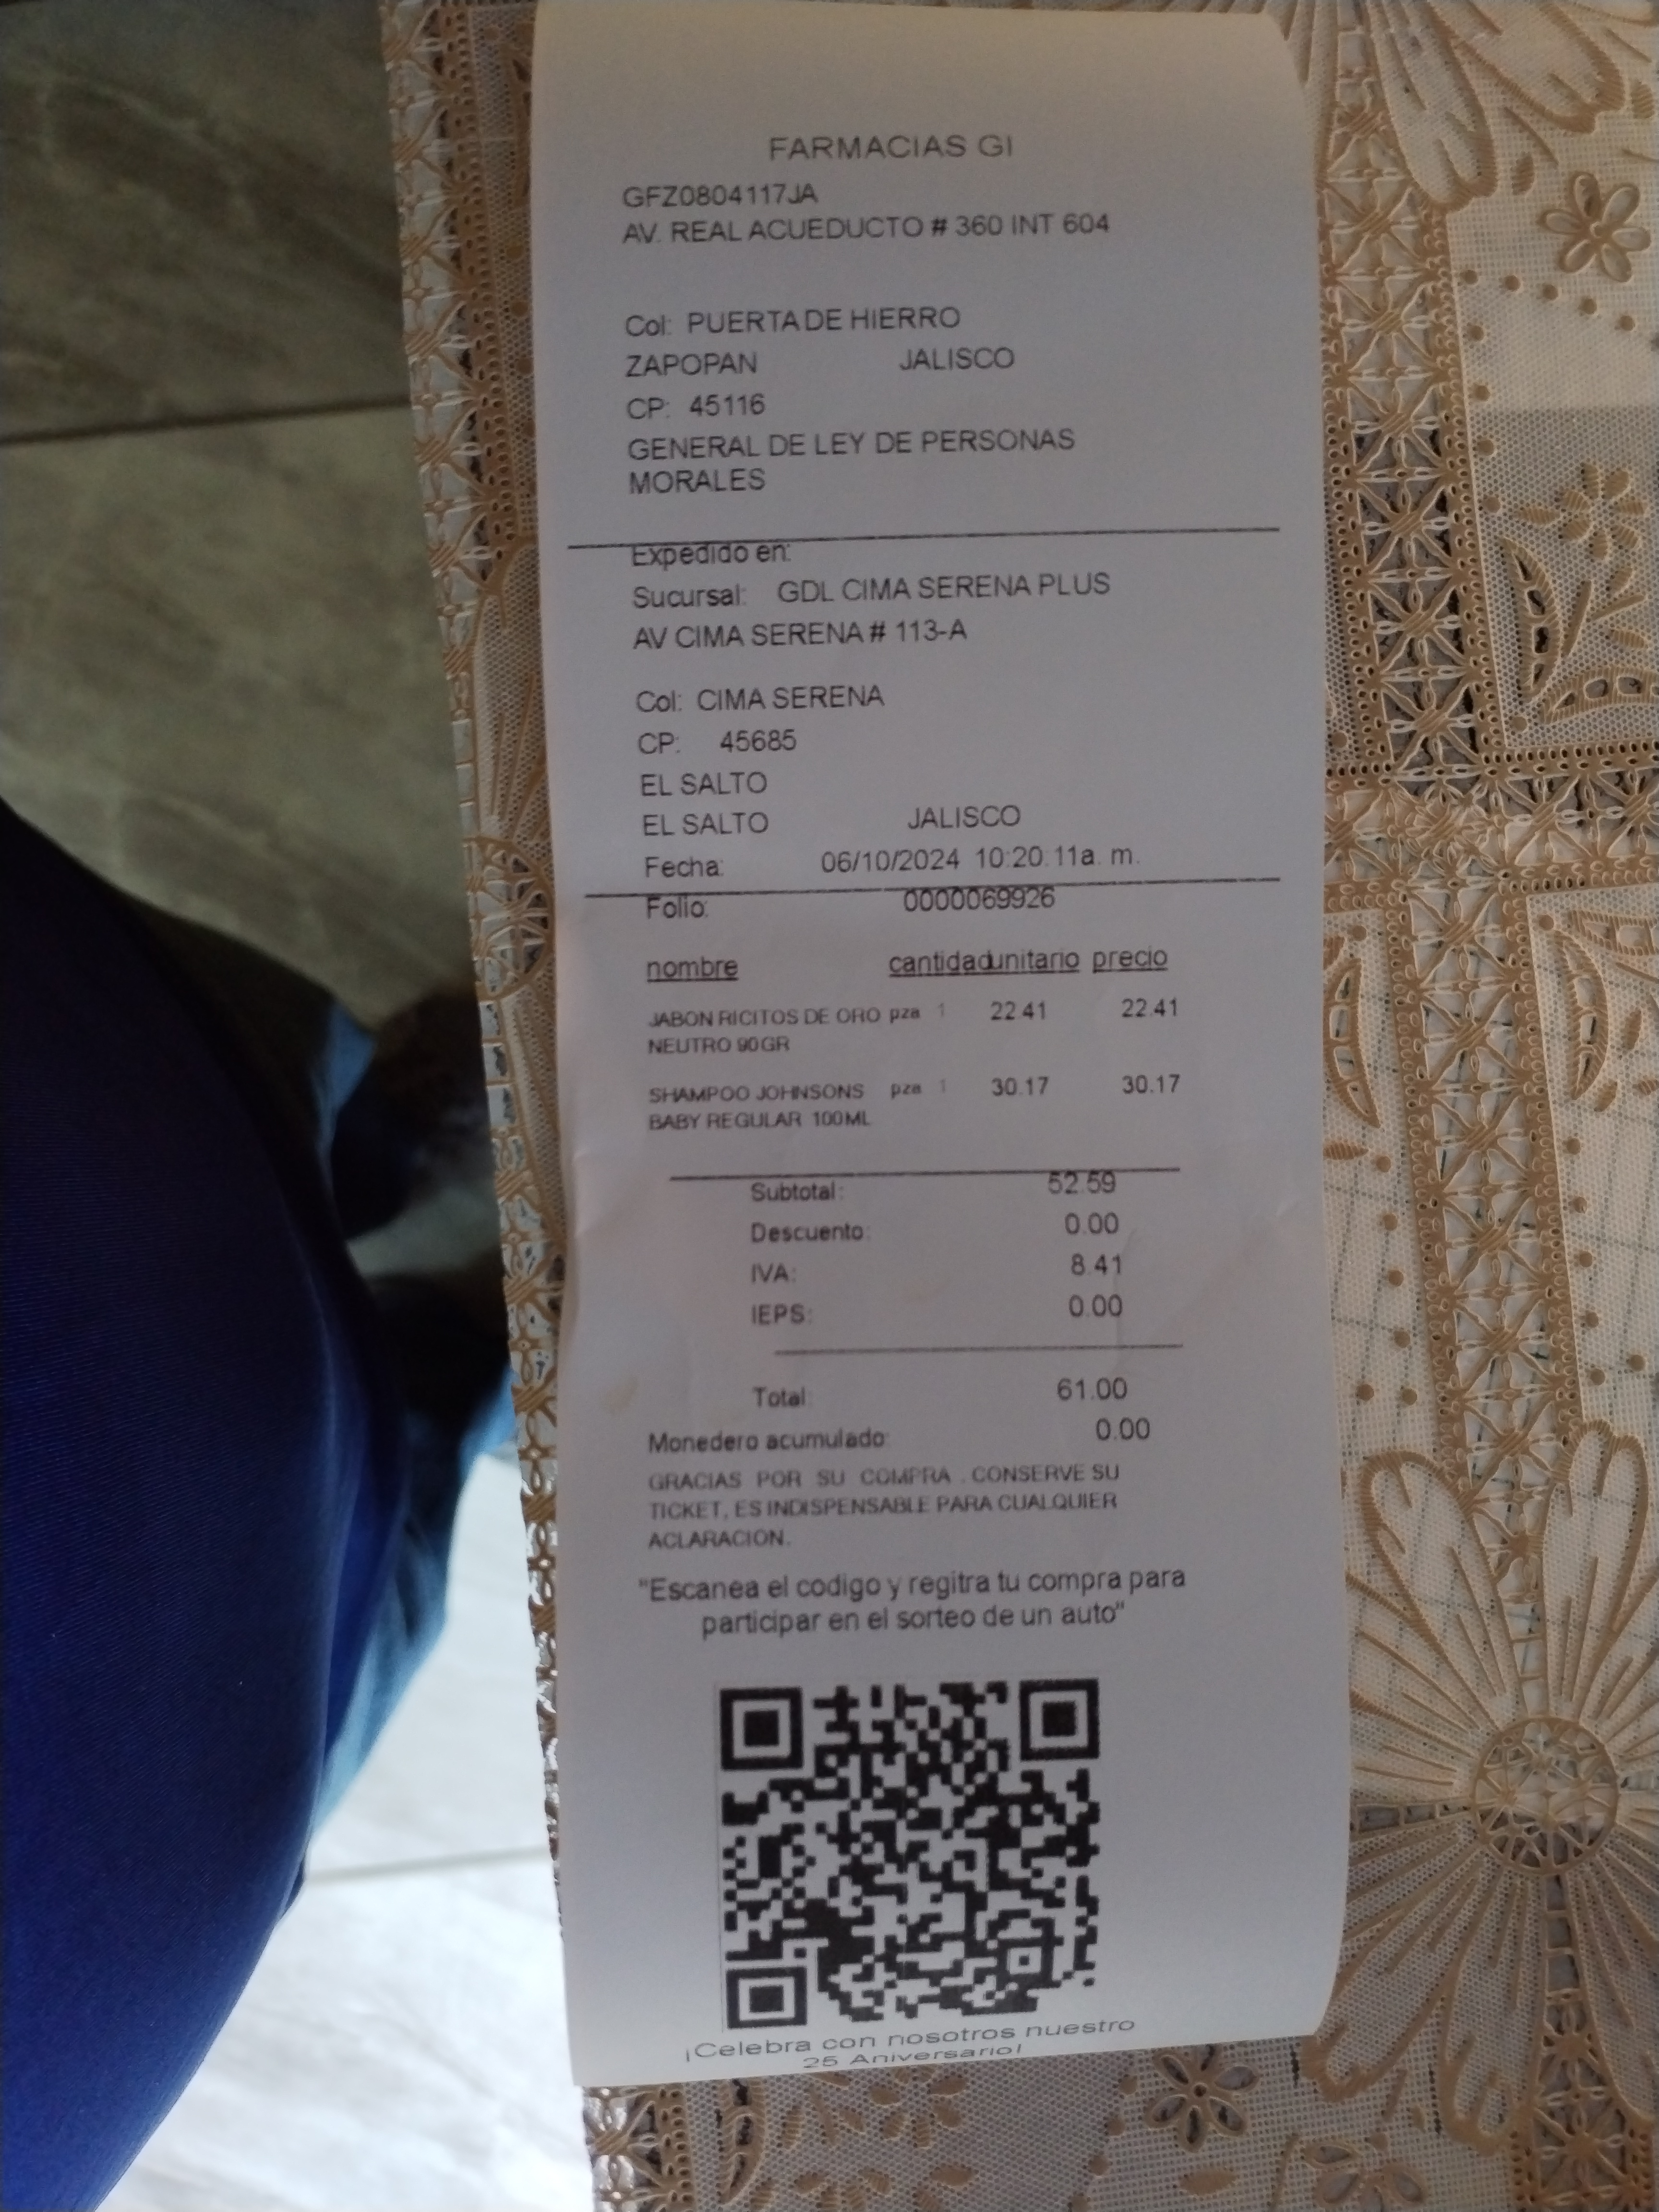 FARMACIAS GI
GFZ0804117JA
AV. REAL ACUEDUCTO # 360 INT 604
Col: PUERTA DE HIERRO
ZAPOPAN JALISCO
CP: 45116
GENERAL DE LEY DE PERSONAS
MORALES
Expedido en:
Sucursal: GDL CIMA SERENA PLUS
AV CIMA SERENA # 113-A
Col: CIMA SERENA
CP: 45685
EL SALTO
EL SALTO JALISCO
Fecha: 06/10/2024 10:20:11a. m.
Folio: 0000069926
nombre cantidad unitario precio
JABON RICITOS DE ORO pza 1 22.41 22.41
NEUTRO 90GR
SHAMPOO JOHNSONS pza 1 30.17 30.17
BABY REGULAR 100ML
Subtotal: 52.59
Descuento: 0.00
IVA: 8.41
IEPS: 0.00
Total: 61.00
Monedero acumulado: 0.00
GRACIAS POR SU COMPRA . CONSERVE SU
TICKET, ES INDISPENSABLE PARA CUALQUIER
ACLARACION.
"Escanea el codigo y regitra tu compra para
participar en el sorteo de un auto"
¡Celebra con nosotros nuestro
25 Aniversario!